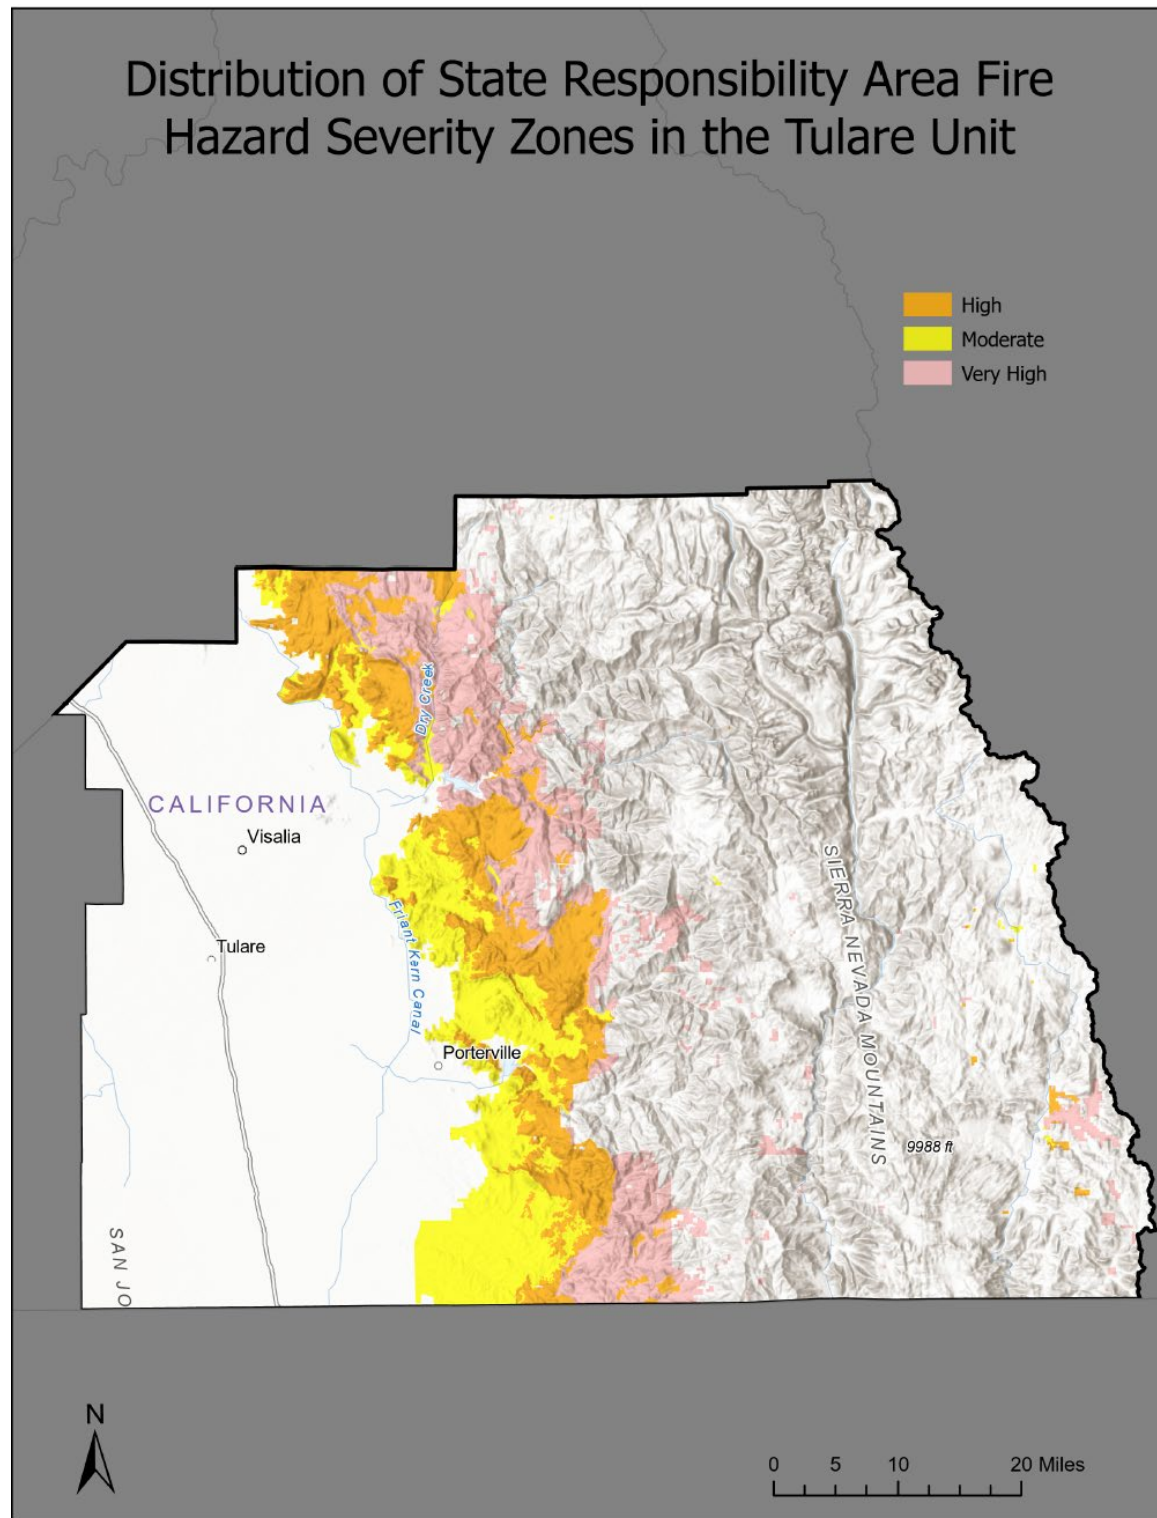 Distribution of State Responsibility Area Fire
Hazard Severity Zones in the Tulare Unit
High
Moderate
Very High
Dry Creek
CALIFORNIA
Visalia
SIERRA NEVADA MOUNTAINS
Friant Kern Canal
Tulare
Porterville
9988 ft
SAN JO
N
0 5 10 20 Miles